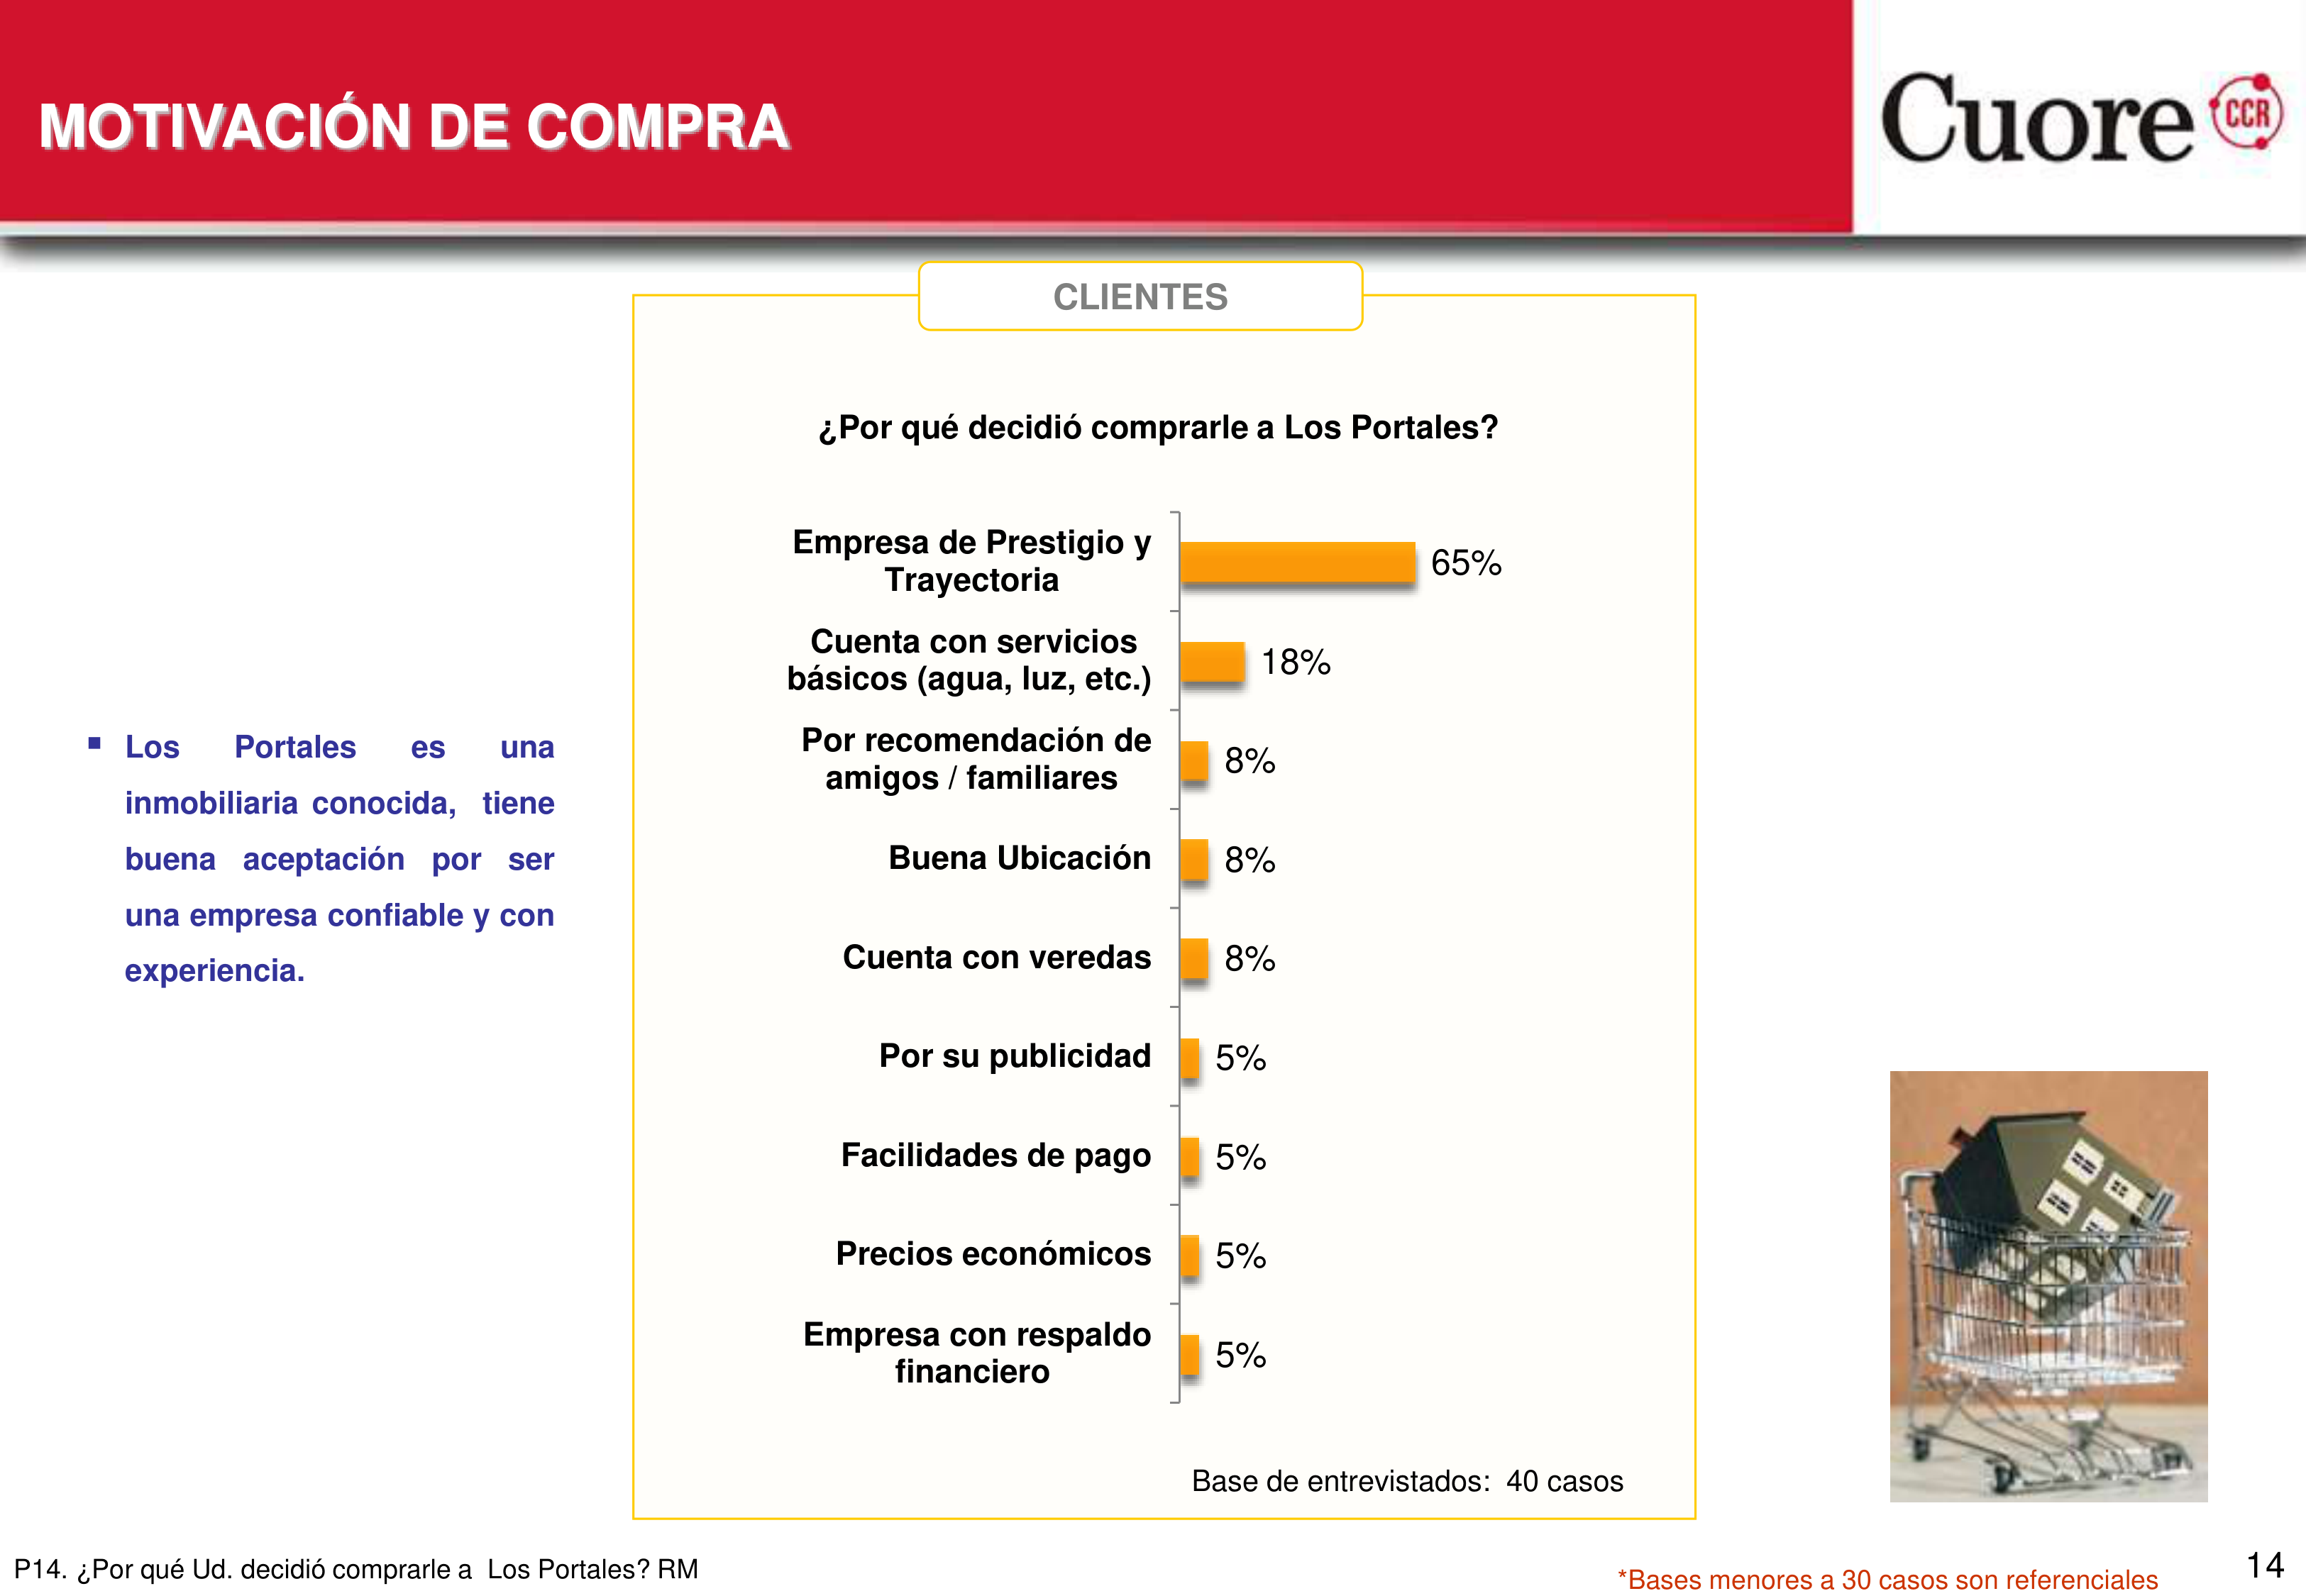 MOTIVACIÓN DE COMPRA
Cuore CCR
CLIENTES
¿Por qué decidió comprarle a Los Portales?
Empresa de Prestigio y
Trayectoria
65%
Cuenta con servicios
básicos (agua, luz, etc.)
18%
Por recomendación de
amigos / familiares
8%
Buena Ubicación
8%
Cuenta con veredas
8%
Por su publicidad
5%
Facilidades de pago
5%
Precios económicos
5%
Empresa con respaldo
financiero
5%
Base de entrevistados: 40 casos
▪ Los Portales es una
inmobiliaria conocida, tiene
buena aceptación por ser
una empresa confiable y con
experiencia.
P14. ¿Por qué Ud. decidió comprarle a Los Portales? RM
*Bases menores a 30 casos son referenciales
14